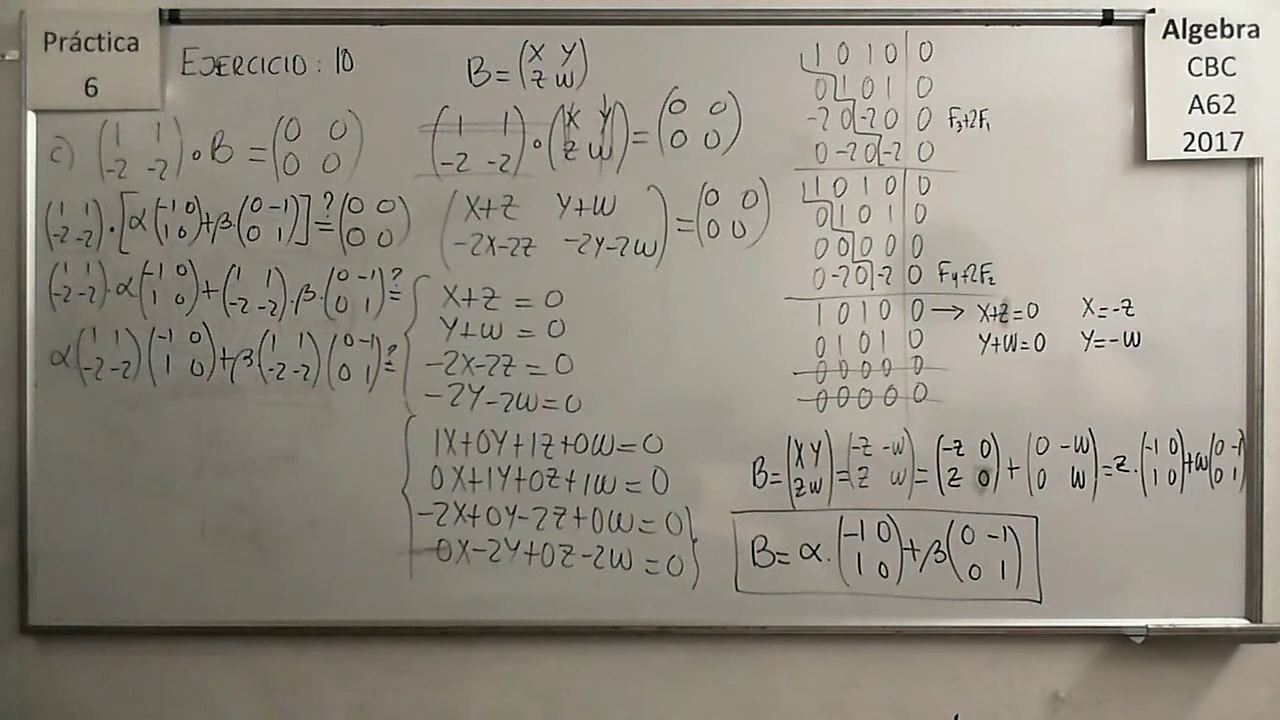 Práctica
6
EJERCICIO: 10
Algebra
CBC
A62
2017
c) (1 1 / -2 -2) ∘ B = (0 0 / 0 0)
(1 1 / -2 -2) · [α(-1 0 / 1 0) + β·(0 -1 / 0 1)] ≟ (0 0 / 0 0)
(1 1 / -2 -2)·α(-1 0 / 1 0) + (1 1 / -2 -2)·β·(0 -1 / 0 1) ≟
α(1 1 / -2 -2)(-1 0 / 1 0) + β(1 1 / -2 -2)(0 -1 / 0 1) ≟
B = (X Y / Z W)
(1 1 / -2 -2) ∘ (X Y / Z W) = (0 0 / 0 0)
(X+Z Y+W / -2X-2Z -2Y-2W) = (0 0 / 0 0)
X+Z = 0
Y+W = 0
-2X-2Z = 0
-2Y-2W=0
1X+0Y+1Z+0W=0
0X+1Y+0Z+1W=0
-2X+0Y-2Z+0W=0
0X-2Y+0Z-2W=0
1 0 1 0 | 0
0 1 0 1 | 0
-2 0 -2 0 | 0 F₃+2F₁
0 -2 0 -2 | 0
1 0 1 0 | 0
0 1 0 1 | 0
0 0 0 0 | 0
0 -2 0 -2 | 0 F₄+2F₂
1 0 1 0 | 0 → X+Z=0 X=-Z
0 1 0 1 | 0 Y+W=0 Y=-W
0 0 0 0 | 0
0 0 0 0 | 0
B = (X Y / Z W) = (-Z -W / Z W) = (-Z 0 / Z 0) + (0 -W / 0 W) = Z·(-1 0 / 1 0) + W(0 -1 / 0 1)
B = α·(-1 0 / 1 0) + β(0 -1 / 0 1)